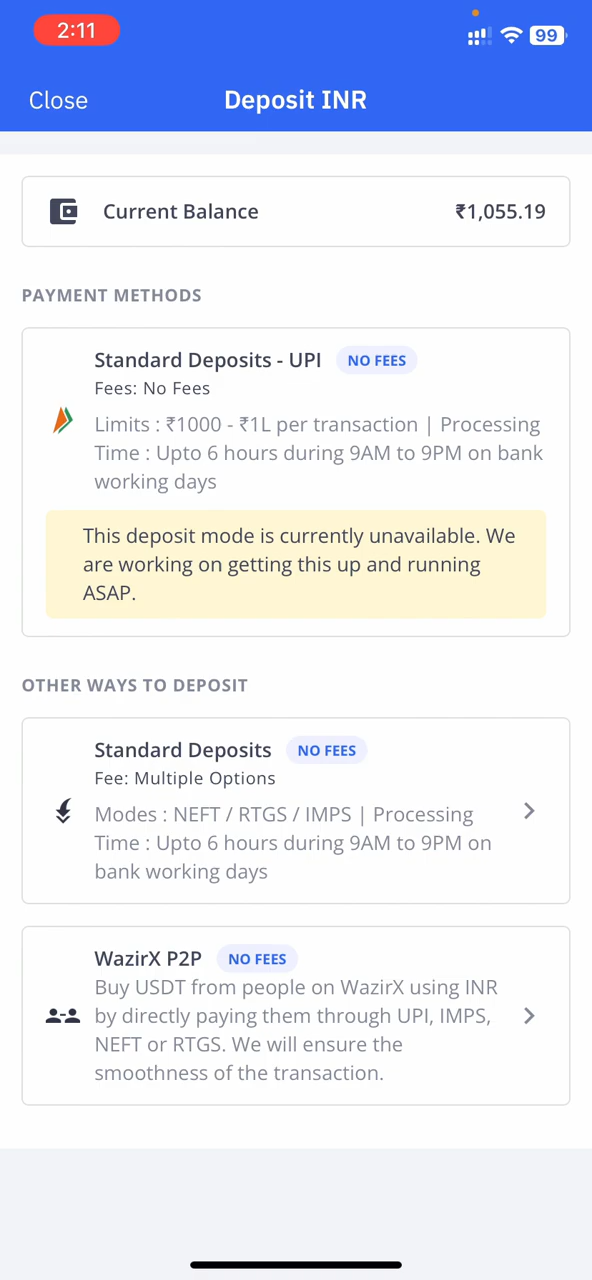 2:11
99
Close
Deposit INR
Current Balance
₹1,055.19
PAYMENT METHODS
Standard Deposits - UPI
NO FEES
Fees: No Fees
Limits : ₹1000 - ₹1L per transaction | Processing
Time : Upto 6 hours during 9AM to 9PM on bank
working days
This deposit mode is currently unavailable. We
are working on getting this up and running
ASAP.
OTHER WAYS TO DEPOSIT
Standard Deposits
NO FEES
Fee: Multiple Options
Modes : NEFT / RTGS / IMPS | Processing
Time : Upto 6 hours during 9AM to 9PM on
bank working days
WazirX P2P
NO FEES
Buy USDT from people on WazirX using INR
by directly paying them through UPI, IMPS,
NEFT or RTGS. We will ensure the
smoothness of the transaction.